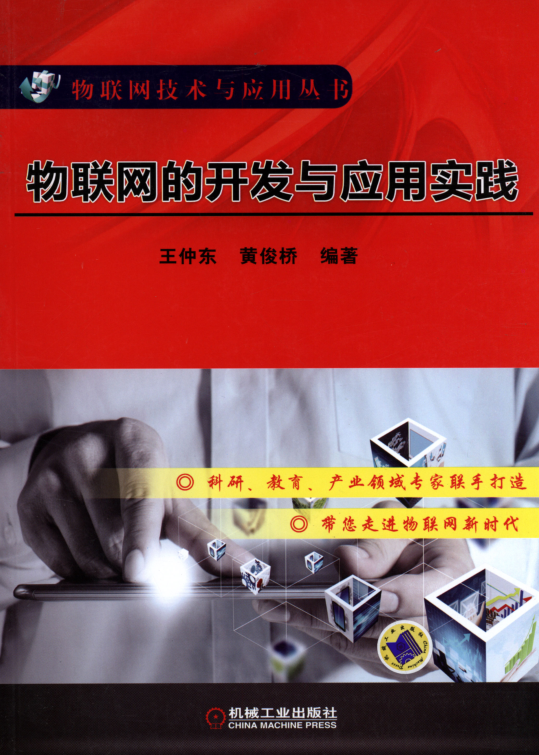 物联网技术与应用丛书
物联网的开发与应用实践
王仲东 黄俊桥 编著
◎ 科研、教育、产业领域专家联手打造
◎ 带您走进物联网新时代
机械工业出版社
CHINA MACHINE PRESS